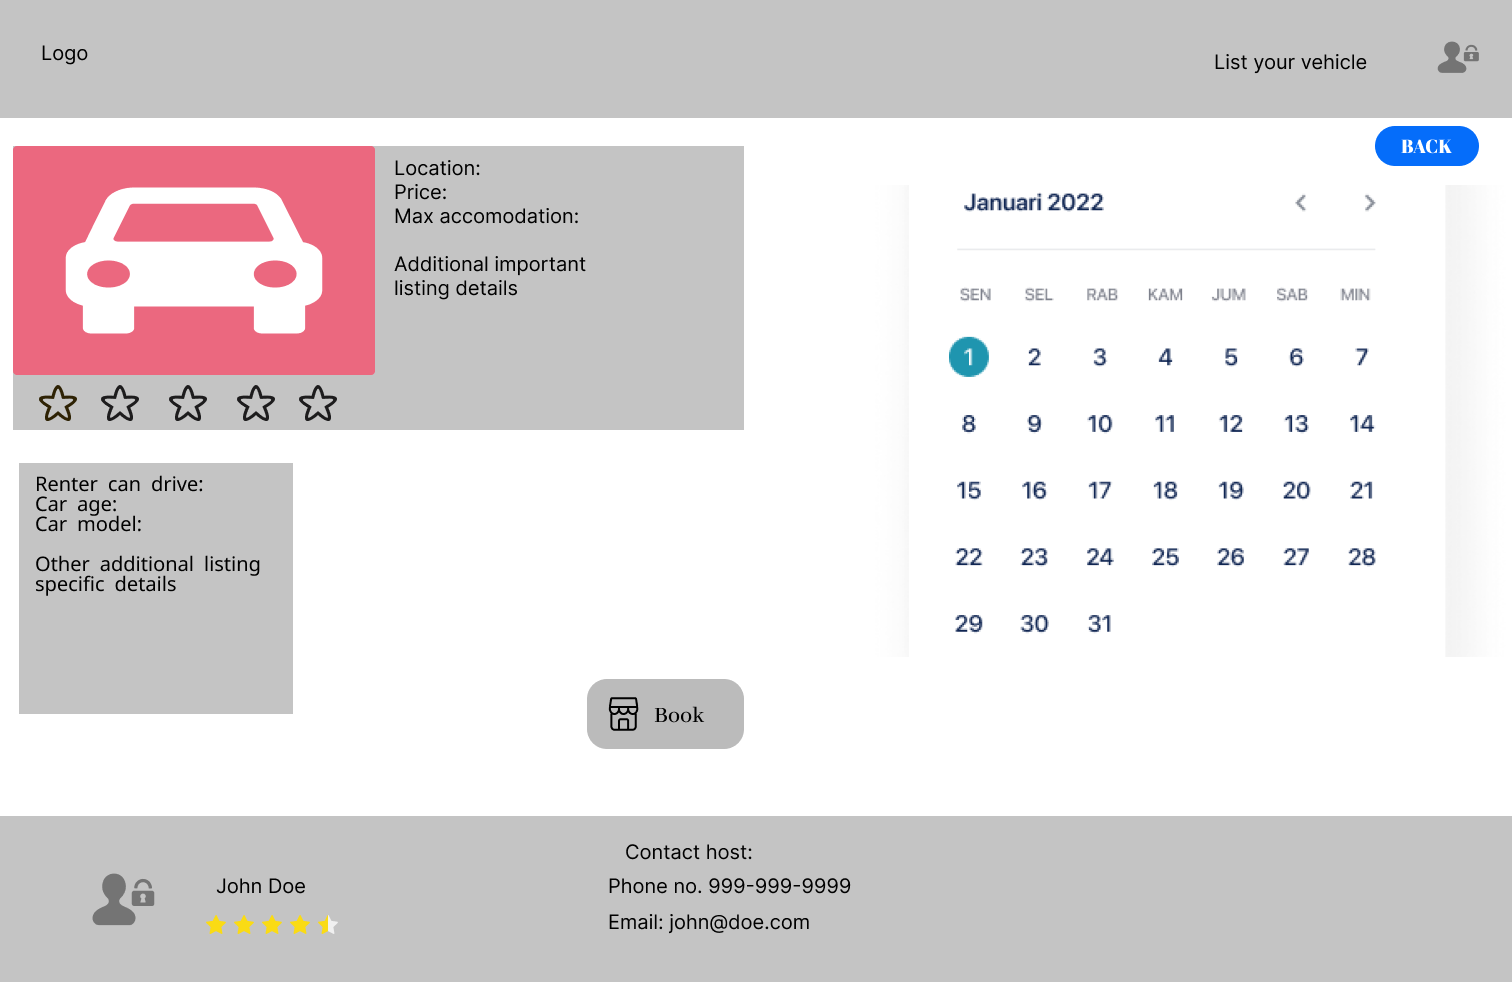 Logo
List your vehicle
BACK
Location:
Price:
Max accomodation:
Additional important
listing details
Renter can drive:
Car age:
Car model:
Other additional listing
specific details
Januari 2022
SEN SEL RAB KAM JUM SAB MIN
1 2 3 4 5 6 7
8 9 10 11 12 13 14
15 16 17 18 19 20 21
22 23 24 25 26 27 28
29 30 31
Book
John Doe
Contact host:
Phone no. 999-999-9999
Email: john@doe.com